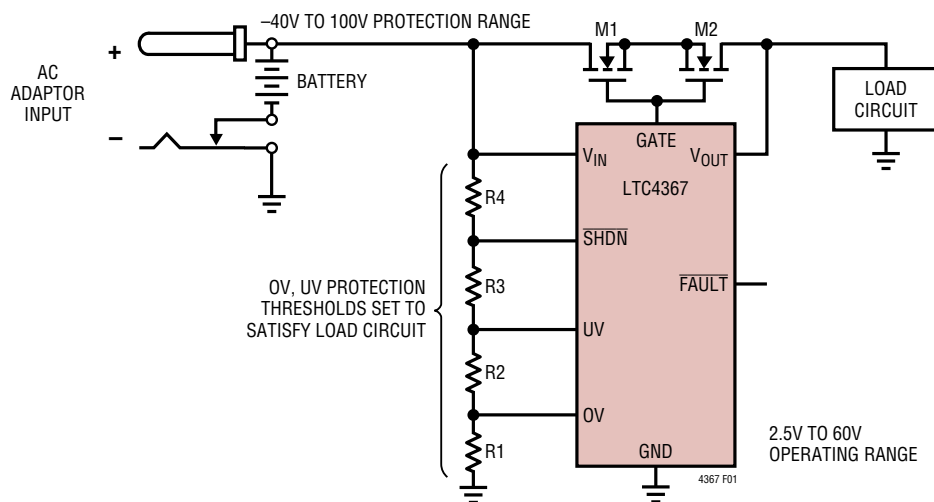 –40V TO 100V PROTECTION RANGE
M1
M2
+
AC
ADAPTOR
INPUT
–
BATTERY
LOAD
CIRCUIT
GATE
VIN
VOUT
LTC4367
R4
SHDN
R3
FAULT
OV, UV PROTECTION
THRESHOLDS SET TO
SATISFY LOAD CIRCUIT
UV
R2
OV
R1
GND
2.5V TO 60V
OPERATING RANGE
4367 F01